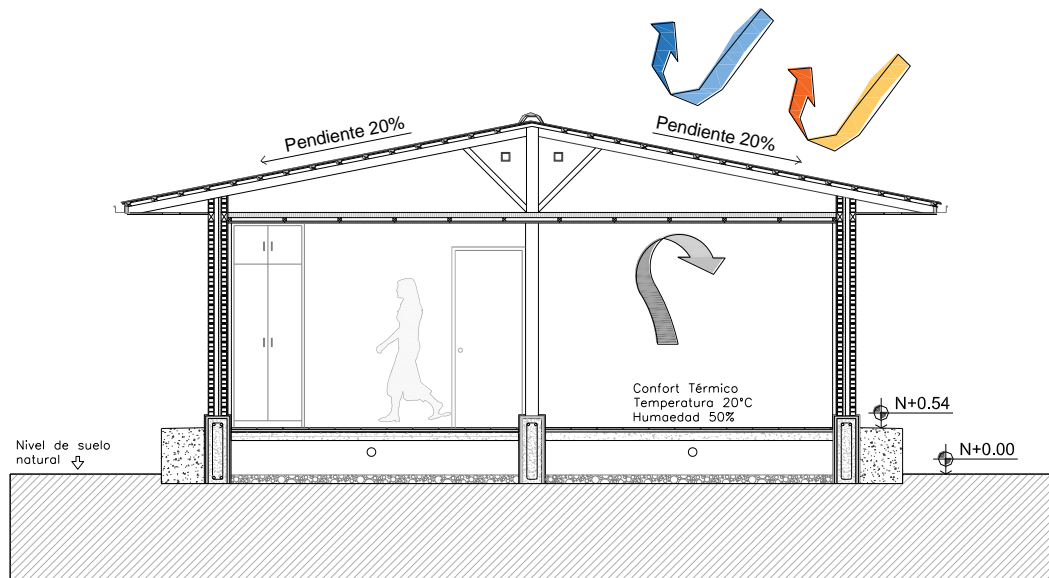 Pendiente 20%
Pendiente 20%
Confort Térmico
Temperatura 20°C
Humaedad 50%
N+0.54
Nivel de suelo
natural
N+0.00